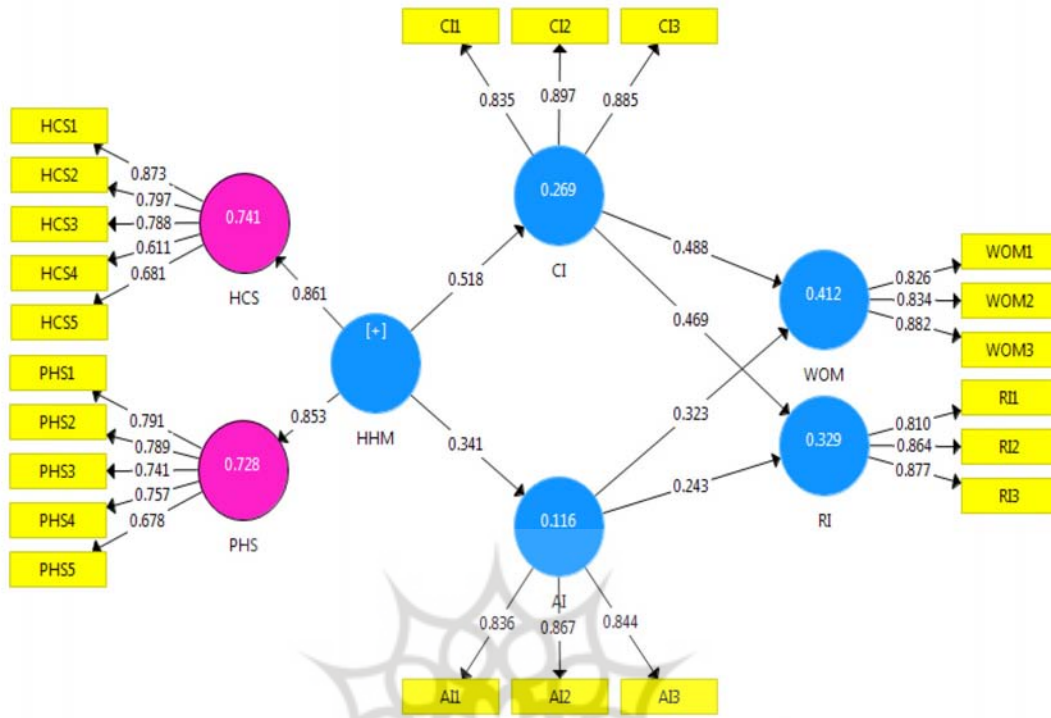 CI1 CI2 CI3
0.835 0.897 0.885
HCS1
HCS2
HCS3
HCS4
HCS5
0.873
0.797
0.788
0.611
0.681
0.741
HCS
PHS1
PHS2
PHS3
PHS4
PHS5
0.791
0.789
0.741
0.757
0.678
0.728
PHS
0.861
0.853
[+]
HHM
0.518
0.341
0.269
CI
0.116
AI
0.836 0.867 0.844
AI1 AI2 AI3
0.488
0.469
0.323
0.243
0.412
WOM
0.329
RI
0.826
0.834
0.882
WOM1
WOM2
WOM3
0.810
0.864
0.877
RI1
RI2
RI3